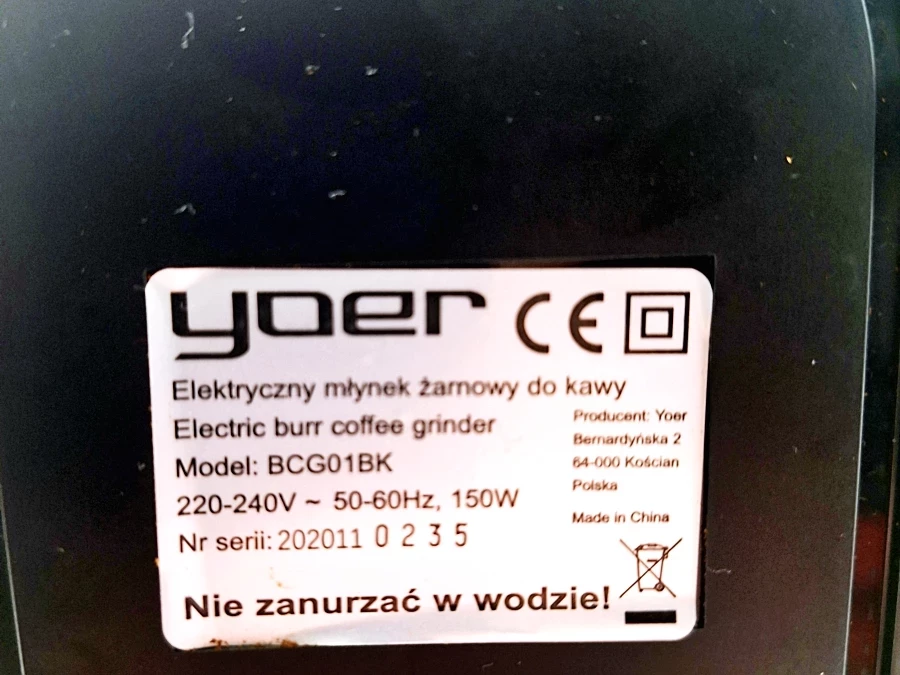 yoer CE
Elektryczny młynek żarnowy do kawy
Electric burr coffee grinder
Model: BCG01BK
220-240V ~ 50-60Hz, 150W
Nr serii: 202011 0 2 3 5
Nie zanurzać w wodzie!
Producent: Yoer
Bernardyńska 2
64-000 Kościan
Polska
Made in China